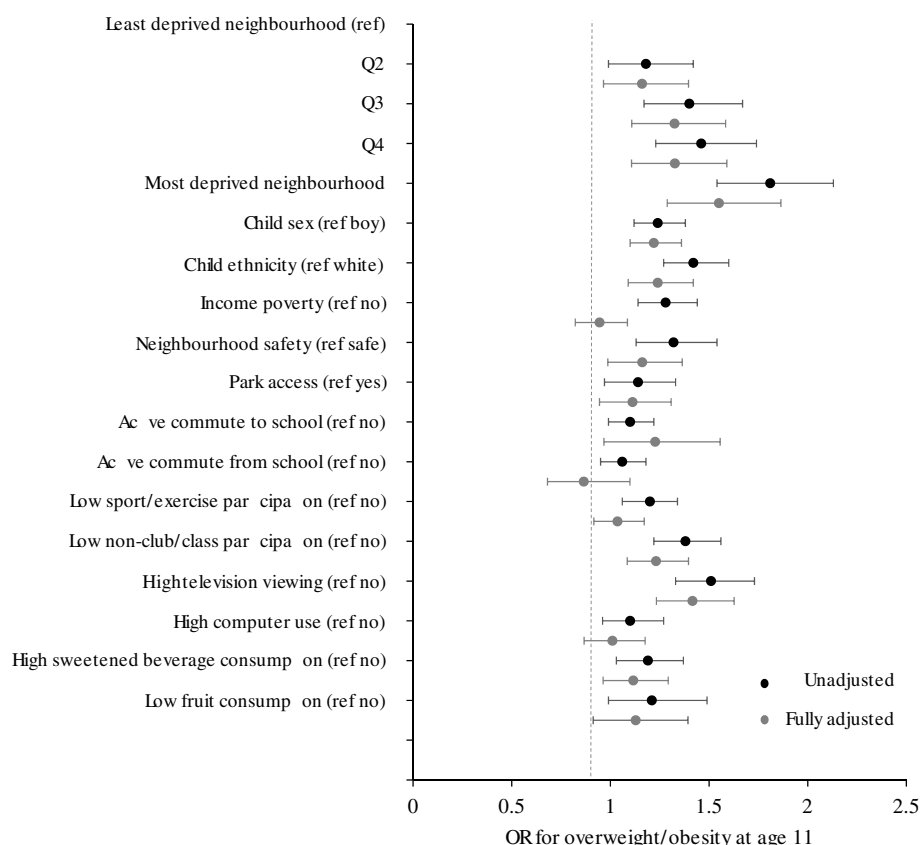 Least deprived neighbourhood (ref)
Q2
Q3
Q4
Most deprived neighbourhood
Child sex (ref boy)
Child ethnicity (ref white)
Income poverty (ref no)
Neighbourhood safety (ref safe)
Park access (ref yes)
Ac ve commute to school (ref no)
Ac ve commute from school (ref no)
Low sport/exercise par cipa on (ref no)
Low non-club/class par cipa on (ref no)
High television viewing (ref no)
High computer use (ref no)
High sweetened beverage consump on (ref no)
Low fruit consump on (ref no)
Unadjusted
Fully adjusted
0 0.5 1 1.5 2 2.5
OR for overweight/obesity at age 11